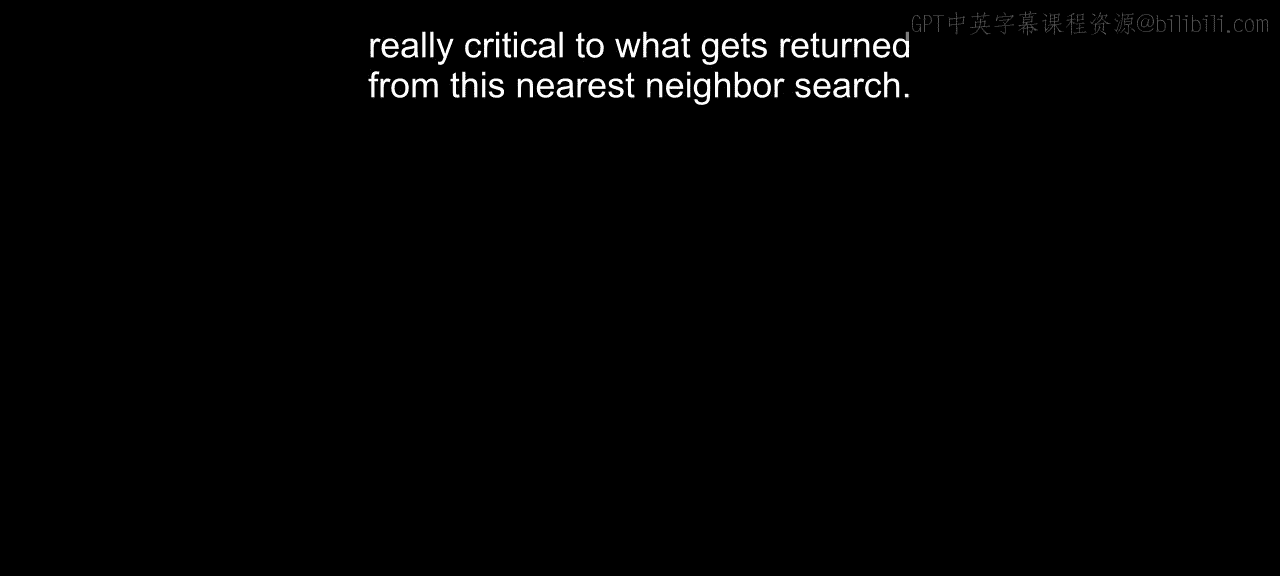 GPT中英字幕课程资源@bilibili.com
really critical to what gets returned
from this nearest neighbor search.